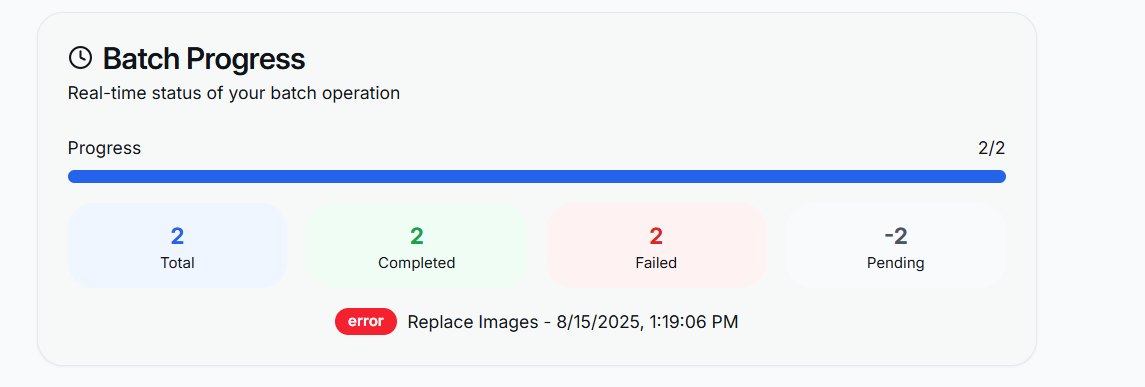 Batch Progress
Real-time status of your batch operation
Progress 2/2
2 2 2 -2
Total Completed Failed Pending
error Replace Images - 8/15/2025, 1:19:06 PM